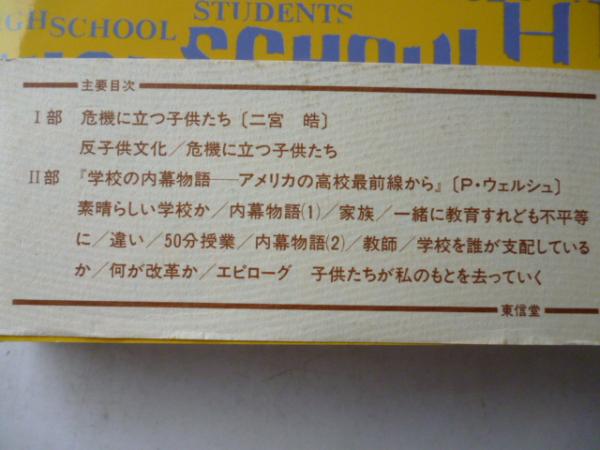 HIGHSCHOOL STUDENTS
SCHOOL H
主要目次
I部 危機に立つ子供たち〔二宮 皓〕
反子供文化／危機に立つ子供たち
II部 『学校の内幕物語――アメリカの高校最前線から』〔P・ウェルシュ〕
素晴らしい学校か／内幕物語(1)／家族／一緒に教育すれども不平等
に／違い／50分授業／内幕物語(2)／教師／学校を誰が支配している
か／何が改革か／エピローグ 子供たちが私のもとを去っていく
東信堂